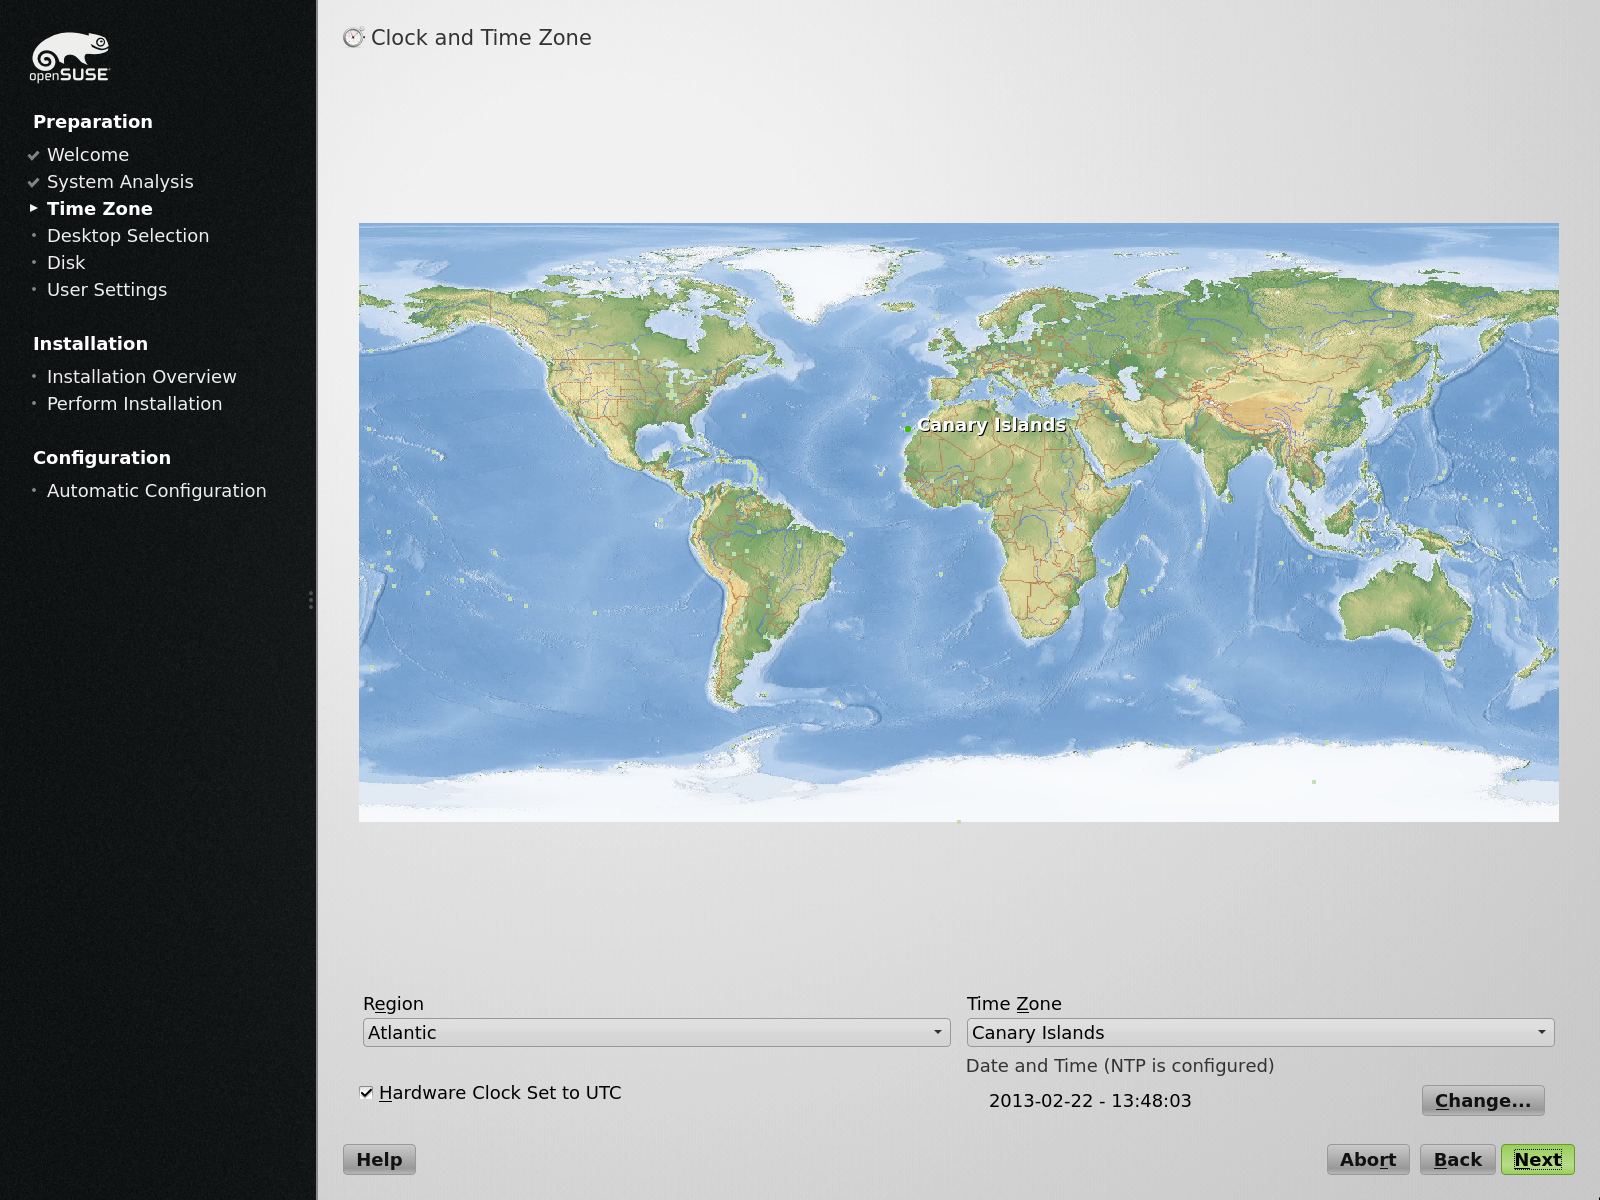 openSUSE
Preparation
Welcome
System Analysis
Time Zone
Desktop Selection
Disk
User Settings
Installation
Installation Overview
Perform Installation
Configuration
Automatic Configuration
Clock and Time Zone
Canary Islands
Region
Atlantic
Time Zone
Canary Islands
Date and Time (NTP is configured)
Hardware Clock Set to UTC
2013-02-22 - 13:48:03
Change...
Help
Abort
Back
Next